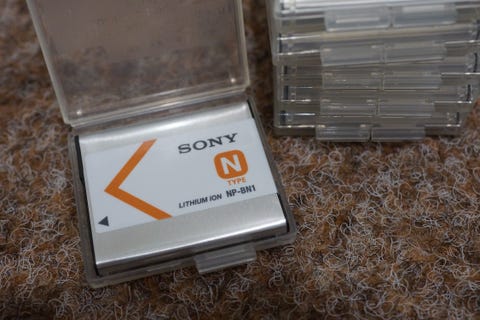 SONY
N
TYPE
LITHIUM ION NP-BN1